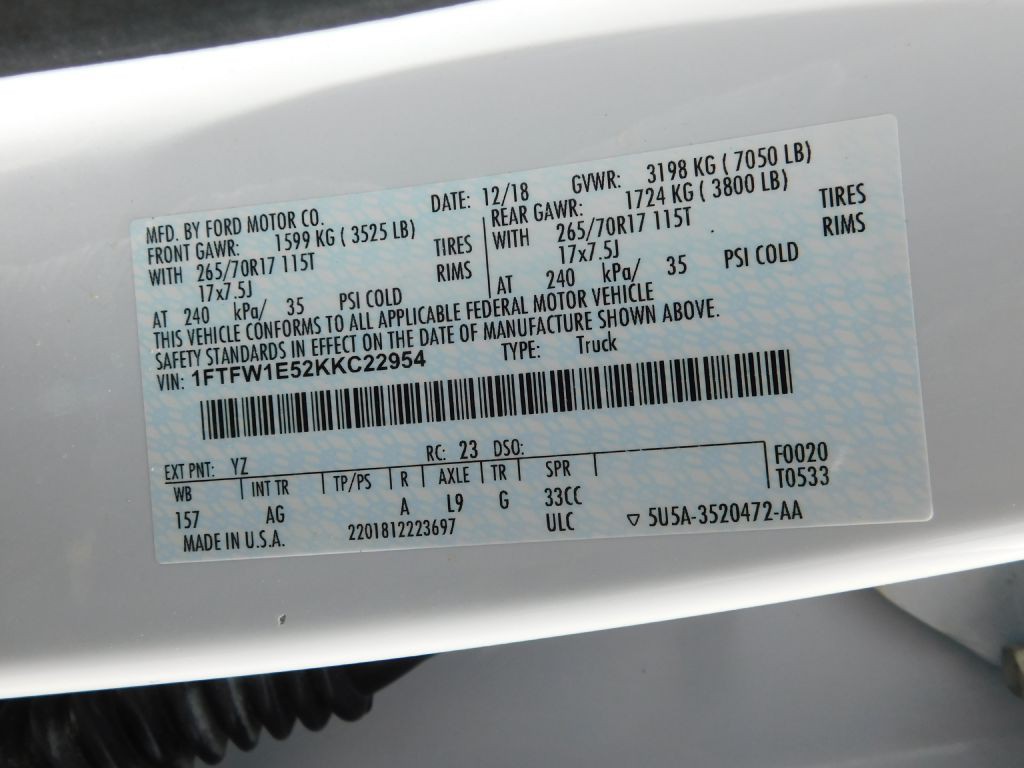 MFD. BY FORD MOTOR CO. DATE: 12/18 GVWR: 3198 KG ( 7050 LB)
FRONT GAWR: 1599 KG ( 3525 LB) REAR GAWR: 1724 KG ( 3800 LB)
WITH 265/70R17 115T TIRES WITH 265/70R17 115T TIRES
17x7.5J RIMS 17x7.5J RIMS
AT 240 kPa/ 35 PSI COLD AT 240 kPa/ 35 PSI COLD
THIS VEHICLE CONFORMS TO ALL APPLICABLE FEDERAL MOTOR VEHICLE
SAFETY STANDARDS IN EFFECT ON THE DATE OF MANUFACTURE SHOWN ABOVE.
VIN: 1FTFW1E52KKC22954 TYPE: Truck
EXT PNT: YZ RC: 23 DSO: F0020
WB INT TR TP/PS R AXLE TR SPR T0533
157 AG A L9 G 33CC
MADE IN U.S.A. 2201812223697 ULC ▽ 5U5A-3520472-AA